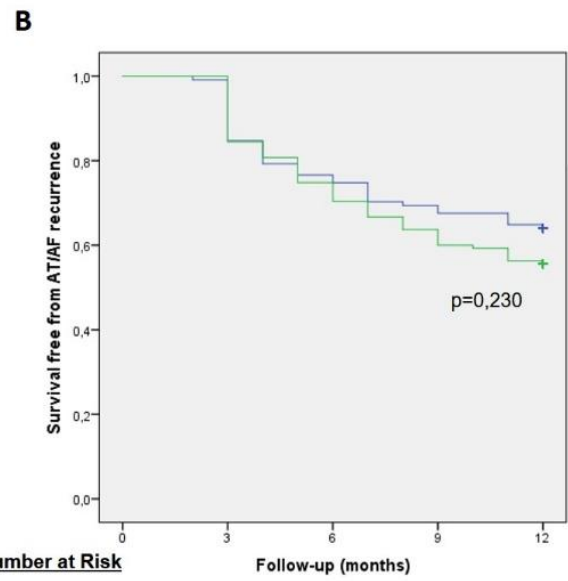 B
Survival free from AT/AF recurrence
1,0
0,8
0,6
0,4
0,2
0,0
p=0,230
0 3 6 9 12
umber at Risk
Follow-up (months)